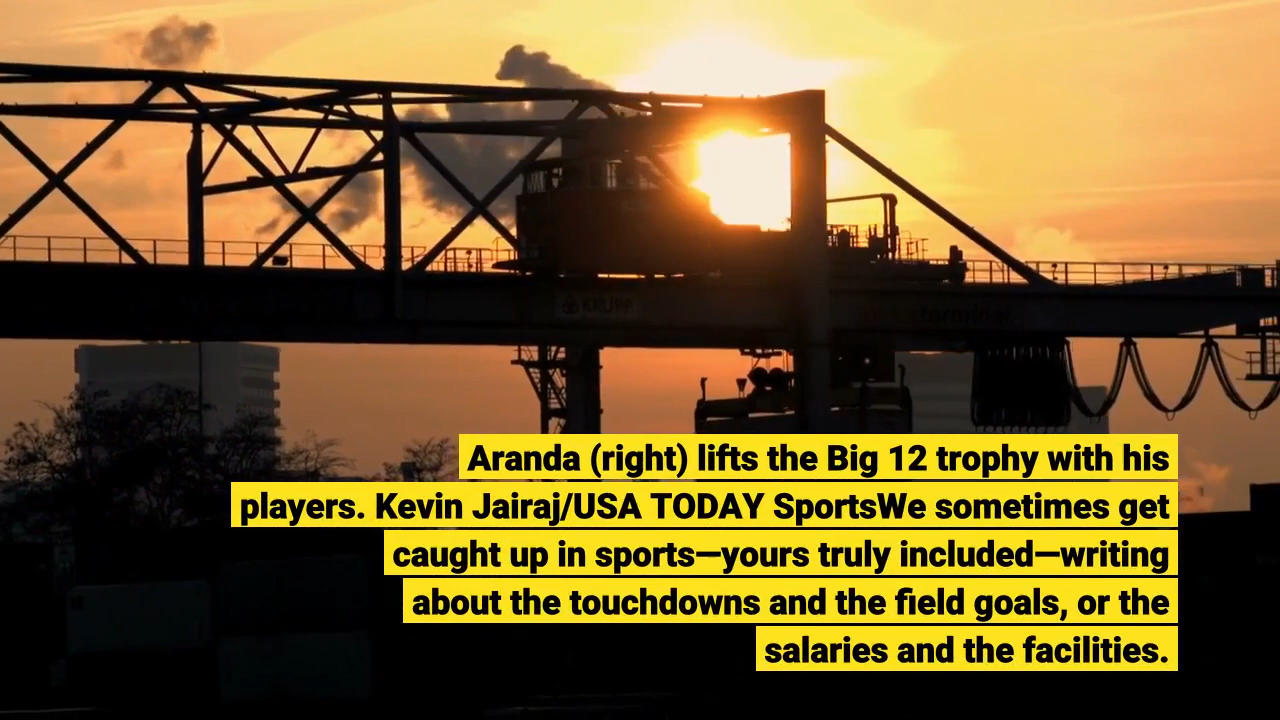 KRUPP
terminal
Aranda (right) lifts the Big 12 trophy with his
players. Kevin Jairaj/USA TODAY SportsWe sometimes get
caught up in sports—yours truly included—writing
about the touchdowns and the field goals, or the
salaries and the facilities.